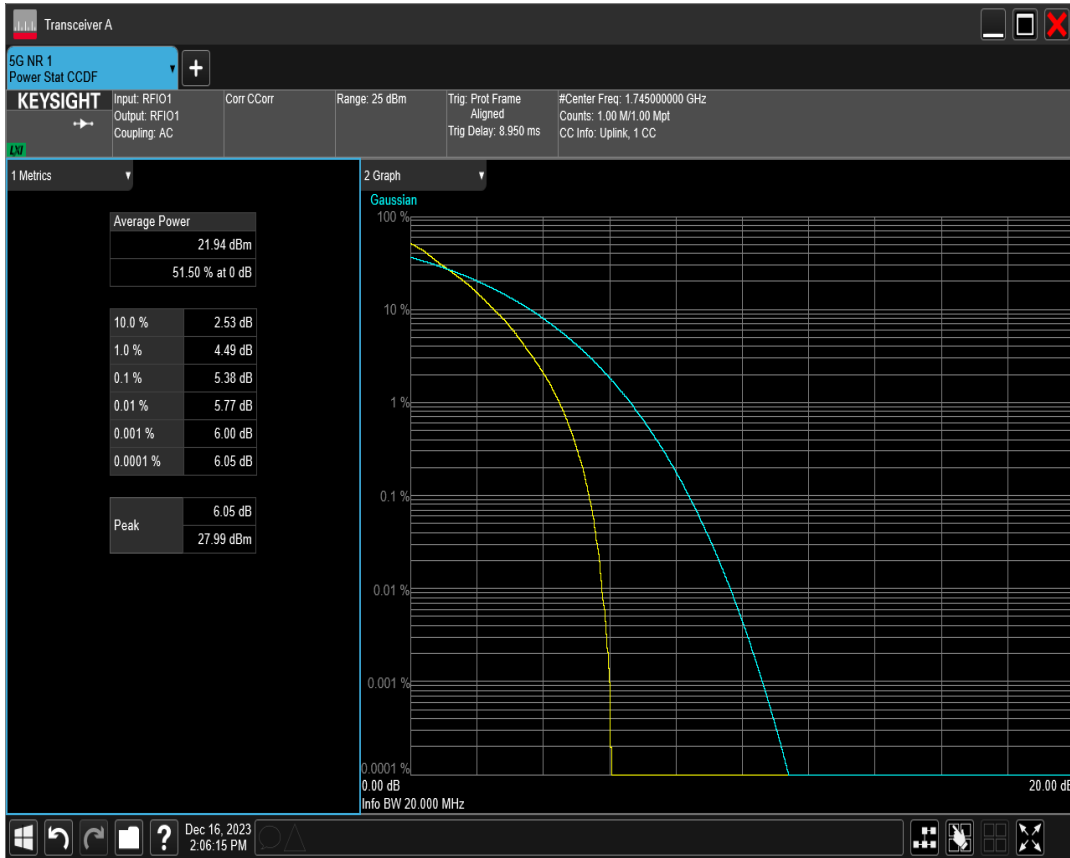 Transceiver A
5G NR 1
Power Stat CCDF
KEYSIGHT
LXI
Input: RFIO1
Output: RFIO1
Coupling: AC
Corr CCorr
Range: 25 dBm
Trig: Prot Frame
Aligned
Trig Delay: 8.950 ms
#Center Freq: 1.745000000 GHz
Counts: 1.00 M/1.00 Mpt
CC Info: Uplink, 1 CC
1 Metrics
Average Power
21.94 dBm
51.50 % at 0 dB
10.0 % 2.53 dB
1.0 % 4.49 dB
0.1 % 5.38 dB
0.01 % 5.77 dB
0.001 % 6.00 dB
0.0001 % 6.05 dB
Peak
6.05 dB
27.99 dBm
2 Graph
Gaussian
100 %
10 %
1 %
0.1 %
0.01 %
0.001 %
0.0001 %
0.00 dB
20.00 dB
Info BW 20.000 MHz
?
Dec 16, 2023
2:06:15 PM